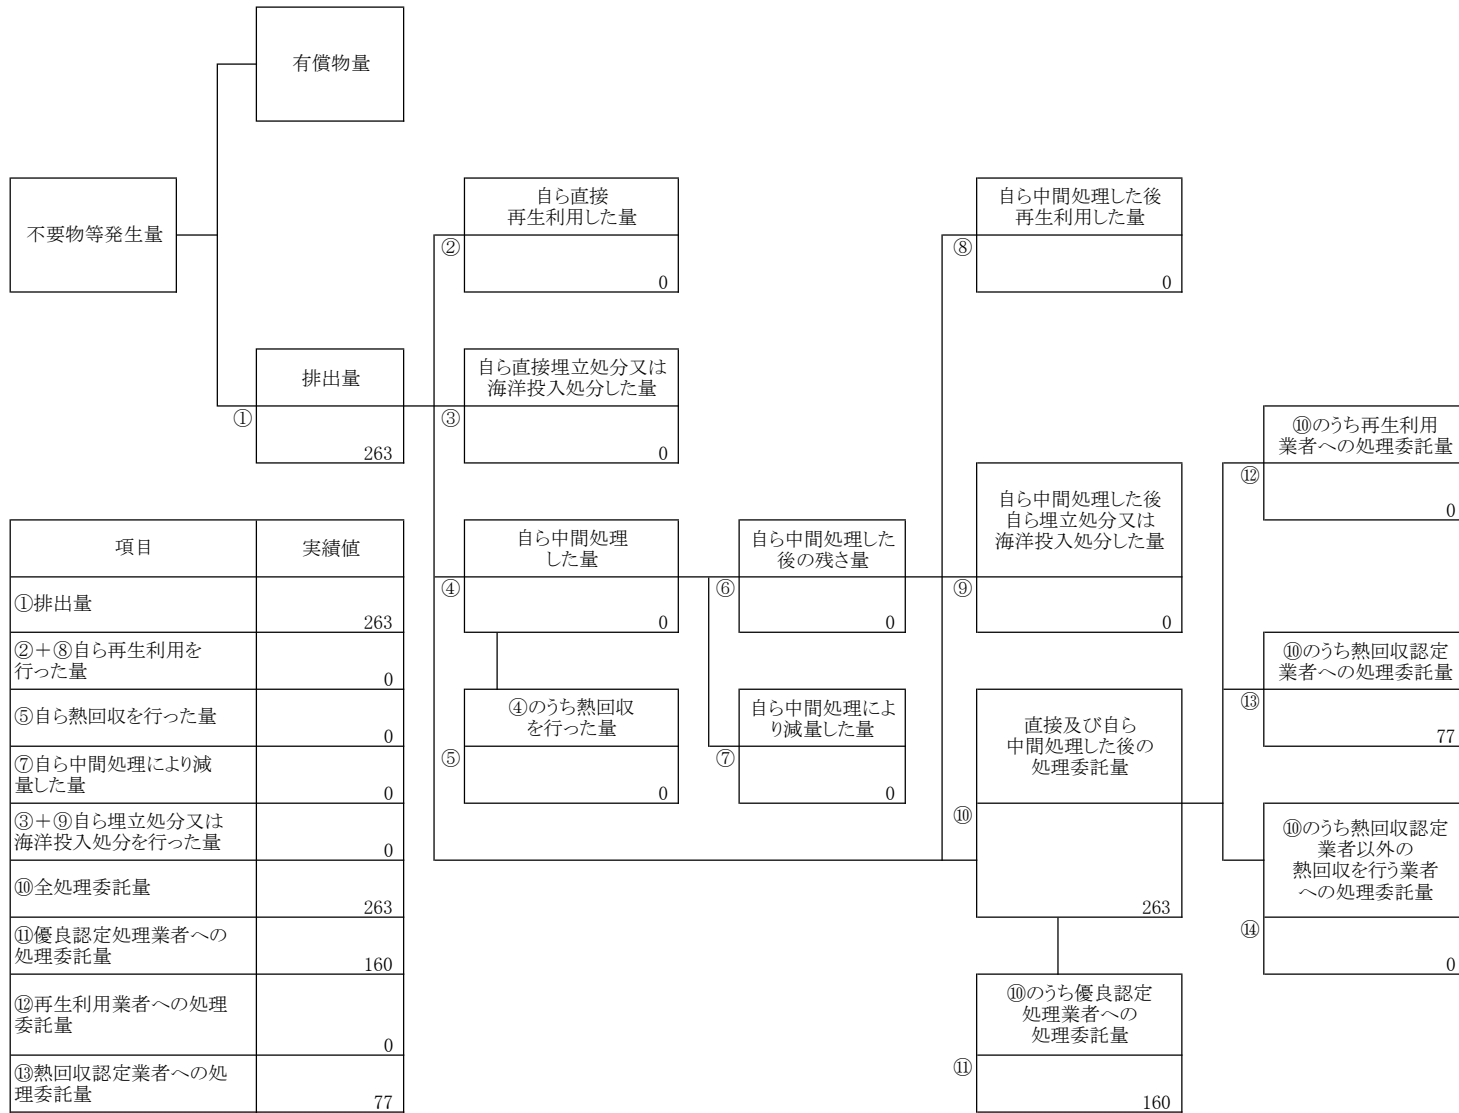 有償物量
不要物等発生量
自ら直接
再生利用した量
②
0
自ら中間処理した後
再生利用した量
⑧
0
排出量
①
263
自ら直接埋立処分又は
海洋投入処分した量
③
0
⑩のうち再生利用
業者への処理委託量
⑫
0
自ら中間処理した後
自ら埋立処分又は
海洋投入処分した量
⑨
0
自ら中間処理
した量
④
0
自ら中間処理した
後の残さ量
⑥
0
⑩のうち熱回収認定
業者への処理委託量
⑬
77
④のうち熱回収
を行った量
⑤
0
自ら中間処理によ
り減量した量
⑦
0
直接及び自ら
中間処理した後の
処理委託量
⑩
263
⑩のうち熱回収認定
業者以外の
熱回収を行う業者
への処理委託量
⑭
0
⑩のうち優良認定
処理業者への
処理委託量
⑪
160
項目 実績値
①排出量
263
②+⑧自ら再生利用を
行った量
0
⑤自ら熱回収を行った量
0
⑦自ら中間処理により減
量した量
0
③+⑨自ら埋立処分又は
海洋投入処分を行った量
0
⑩全処理委託量
263
⑪優良認定処理業者への
処理委託量
160
⑫再生利用業者への処理
委託量
0
⑬熱回収認定業者への処
理委託量
77